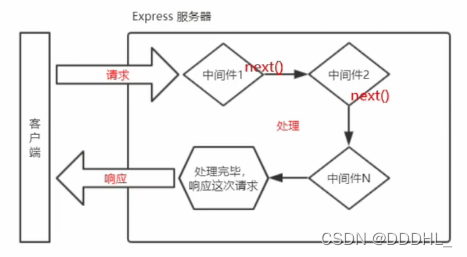 Express 服务器
客户端
请求
中间件1
next()
中间件2
next()
处理
中间件N
处理完毕，
响应这次请求
响应
CSDN @DDDHL_